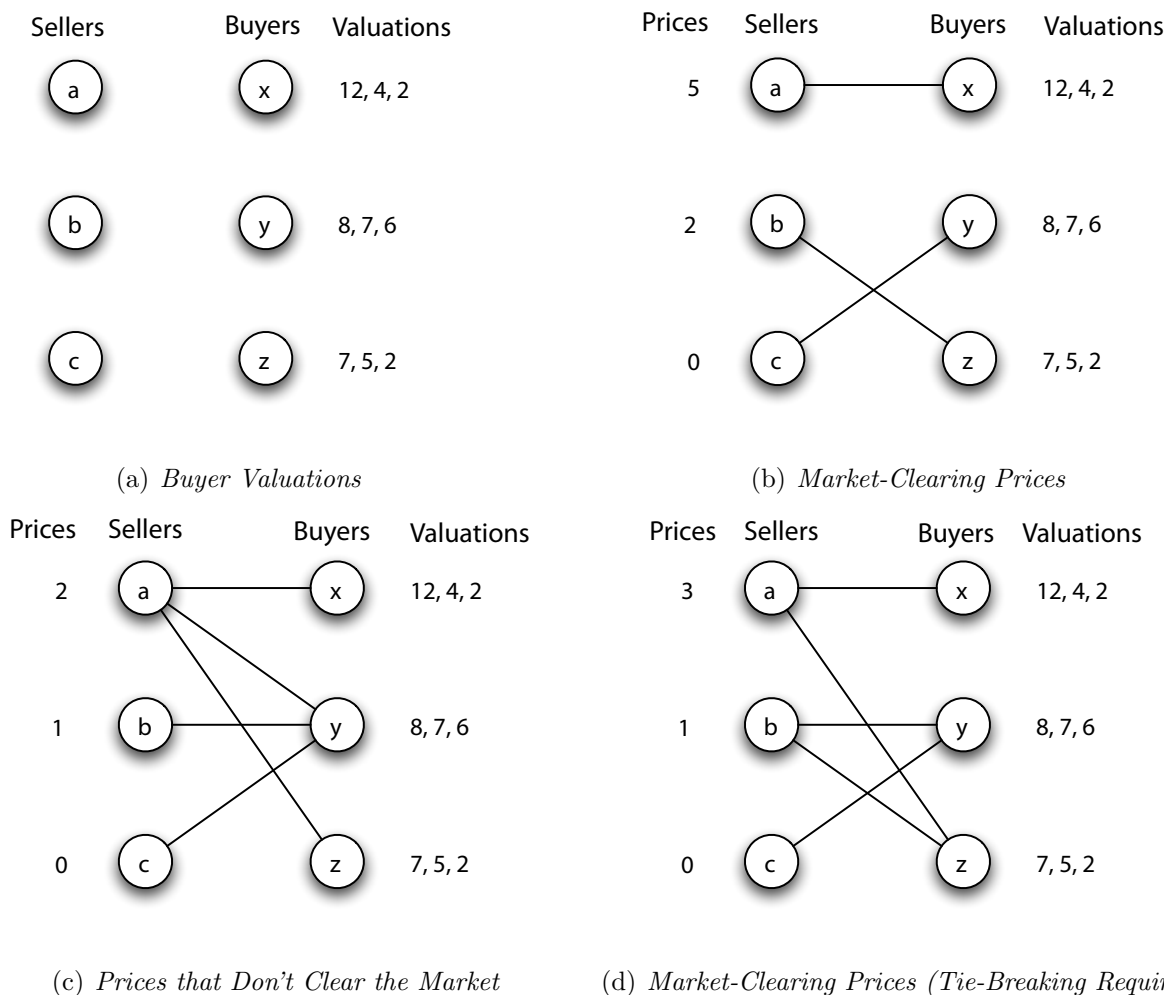 Sellers Buyers Valuations
a x 12, 4, 2
b y 8, 7, 6
c z 7, 5, 2
(a) Buyer Valuations
Prices Sellers Buyers Valuations
5 a x 12, 4, 2
2 b y 8, 7, 6
0 c z 7, 5, 2
(b) Market-Clearing Prices
Prices Sellers Buyers Valuations
2 a x 12, 4, 2
1 b y 8, 7, 6
0 c z 7, 5, 2
(c) Prices that Don't Clear the Market
Prices Sellers Buyers Valuations
3 a x 12, 4, 2
1 b y 8, 7, 6
0 c z 7, 5, 2
(d) Market-Clearing Prices (Tie-Breaking Requi